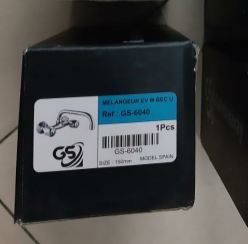 MELANGEUR EV M BEC U
Ref : GS-6040
1Pcs
GS
GS-6040
SIZE : 150mm MODEL SPAIN